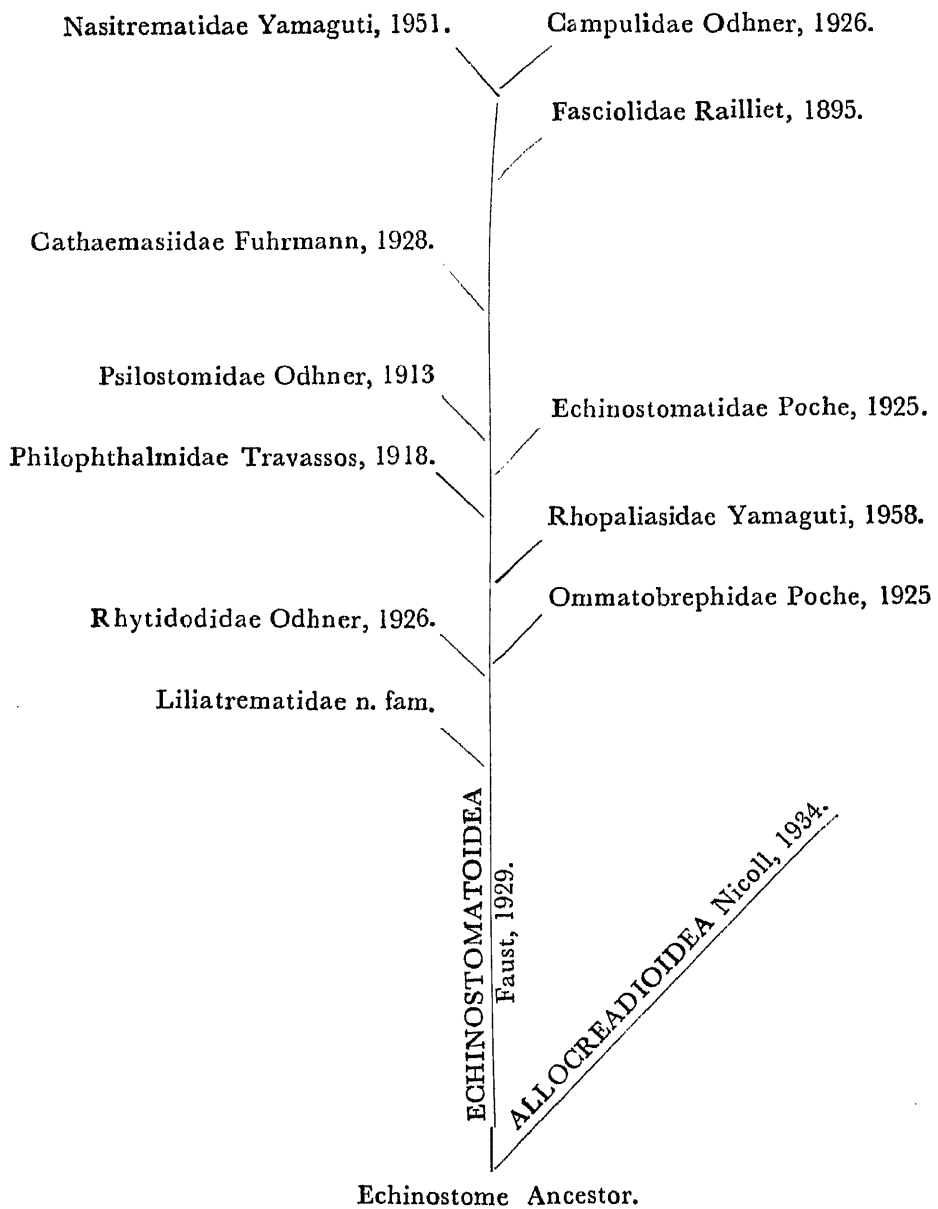 Nasitrematidae Yamaguti, 1951.
Campulidae Odhner, 1926.
Fasciolidae Railliet, 1895.
Cathaemasiidae Fuhrmann, 1928.
Psilostomidae Odhner, 1913
Echinostomatidae Poche, 1925.
Philophthalmidae Travassos, 1918.
Rhopaliasidae Yamaguti, 1958.
Ommatobrephidae Poche, 1925
Rhytidodidae Odhner, 1926.
Liliatrematidae n. fam.
ECHINOSTOMATOIDEA
Faust, 1929.
ALLOCREADIOIDEA Nicoll, 1934.
Echinostome Ancestor.